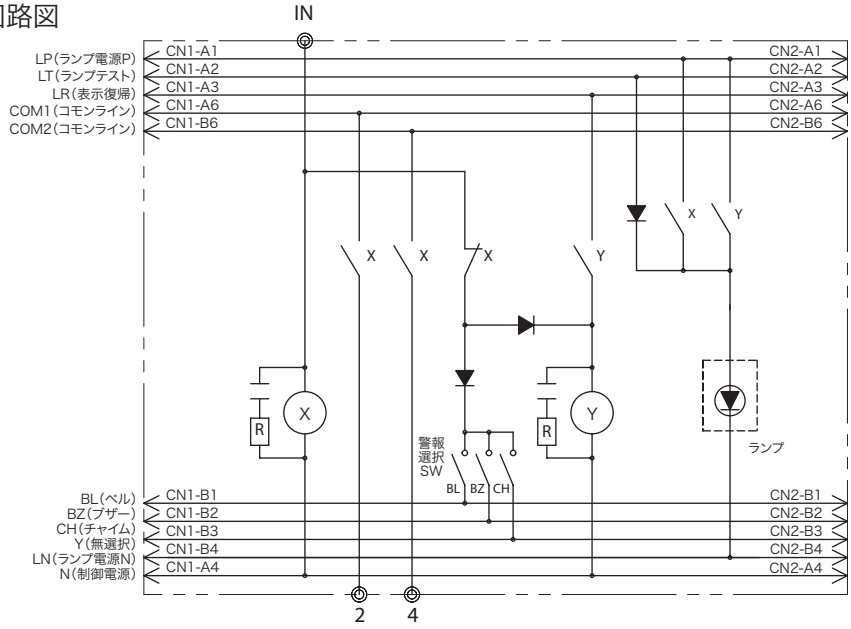 回路図
IN
LP(ランプ電源P) CN1-A1 CN2-A1
LT(ランプテスト) CN1-A2 CN2-A2
LR(表示復帰) CN1-A3 CN2-A3
COM1(コモンライン) CN1-A6 CN2-A6
COM2(コモンライン) CN1-B6 CN2-B6
X Y
X X X Y
R X R Y
ランプ
警報
選択
SW
BL BZ CH
BL(ベル) CN1-B1 CN2-B1
BZ(ブザー) CN1-B2 CN2-B2
CH(チャイム) CN1-B3 CN2-B3
Y(無選択)
LN(ランプ電源N) CN1-B4 CN2-B4
N(制御電源) CN1-A4 CN2-A4
2 4